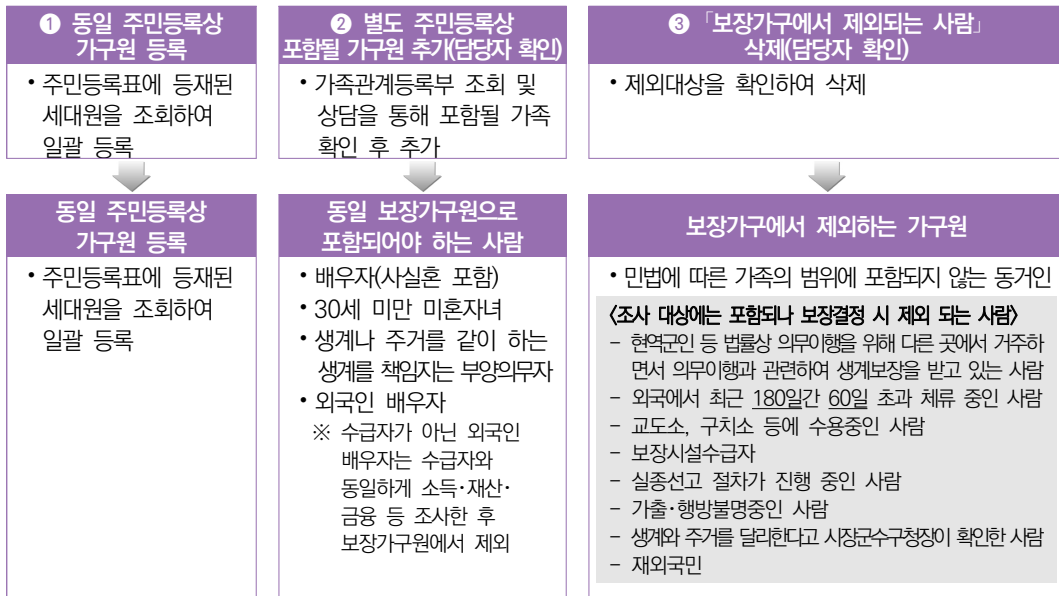 ❶ 동일 주민등록상
가구원 등록
• 주민등록표에 등재된
세대원을 조회하여
일괄 등록
❷ 별도 주민등록상
포함될 가구원 추가(담당자 확인)
• 가족관계등록부 조회 및
상담을 통해 포함될 가족
확인 후 추가
❸ 「보장가구에서 제외되는 사람」
삭제(담당자 확인)
• 제외대상을 확인하여 삭제
동일 주민등록상
가구원 등록
• 주민등록표에 등재된
세대원을 조회하여
일괄 등록
동일 보장가구원으로
포함되어야 하는 사람
• 배우자(사실혼 포함)
• 30세 미만 미혼자녀
• 생계나 주거를 같이 하는
생계를 책임지는 부양의무자
• 외국인 배우자
※ 수급자가 아닌 외국인
배우자는 수급자와
동일하게 소득·재산·
금융 등 조사한 후
보장가구원에서 제외
보장가구에서 제외하는 가구원
• 민법에 따른 가족의 범위에 포함되지 않는 동거인
〈조사 대상에는 포함되나 보장결정 시 제외 되는 사람〉
- 현역군인 등 법률상 의무이행을 위해 다른 곳에서 거주하
면서 의무이행과 관련하여 생계보장을 받고 있는 사람
- 외국에서 최근 180일간 60일 초과 체류 중인 사람
- 교도소, 구치소 등에 수용중인 사람
- 보장시설수급자
- 실종선고 절차가 진행 중인 사람
- 가출·행방불명중인 사람
- 생계와 주거를 달리한다고 시장군수구청장이 확인한 사람
- 재외국민